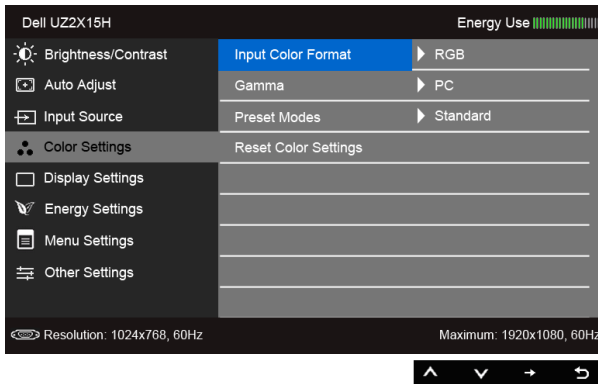 Dell UZ2X15H Energy Use
Brightness/Contrast Input Color Format RGB
Auto Adjust Gamma PC
Input Source Preset Modes Standard
Color Settings Reset Color Settings
Display Settings
Energy Settings
Menu Settings
Other Settings
Resolution: 1024x768, 60Hz Maximum: 1920x1080, 60Hz